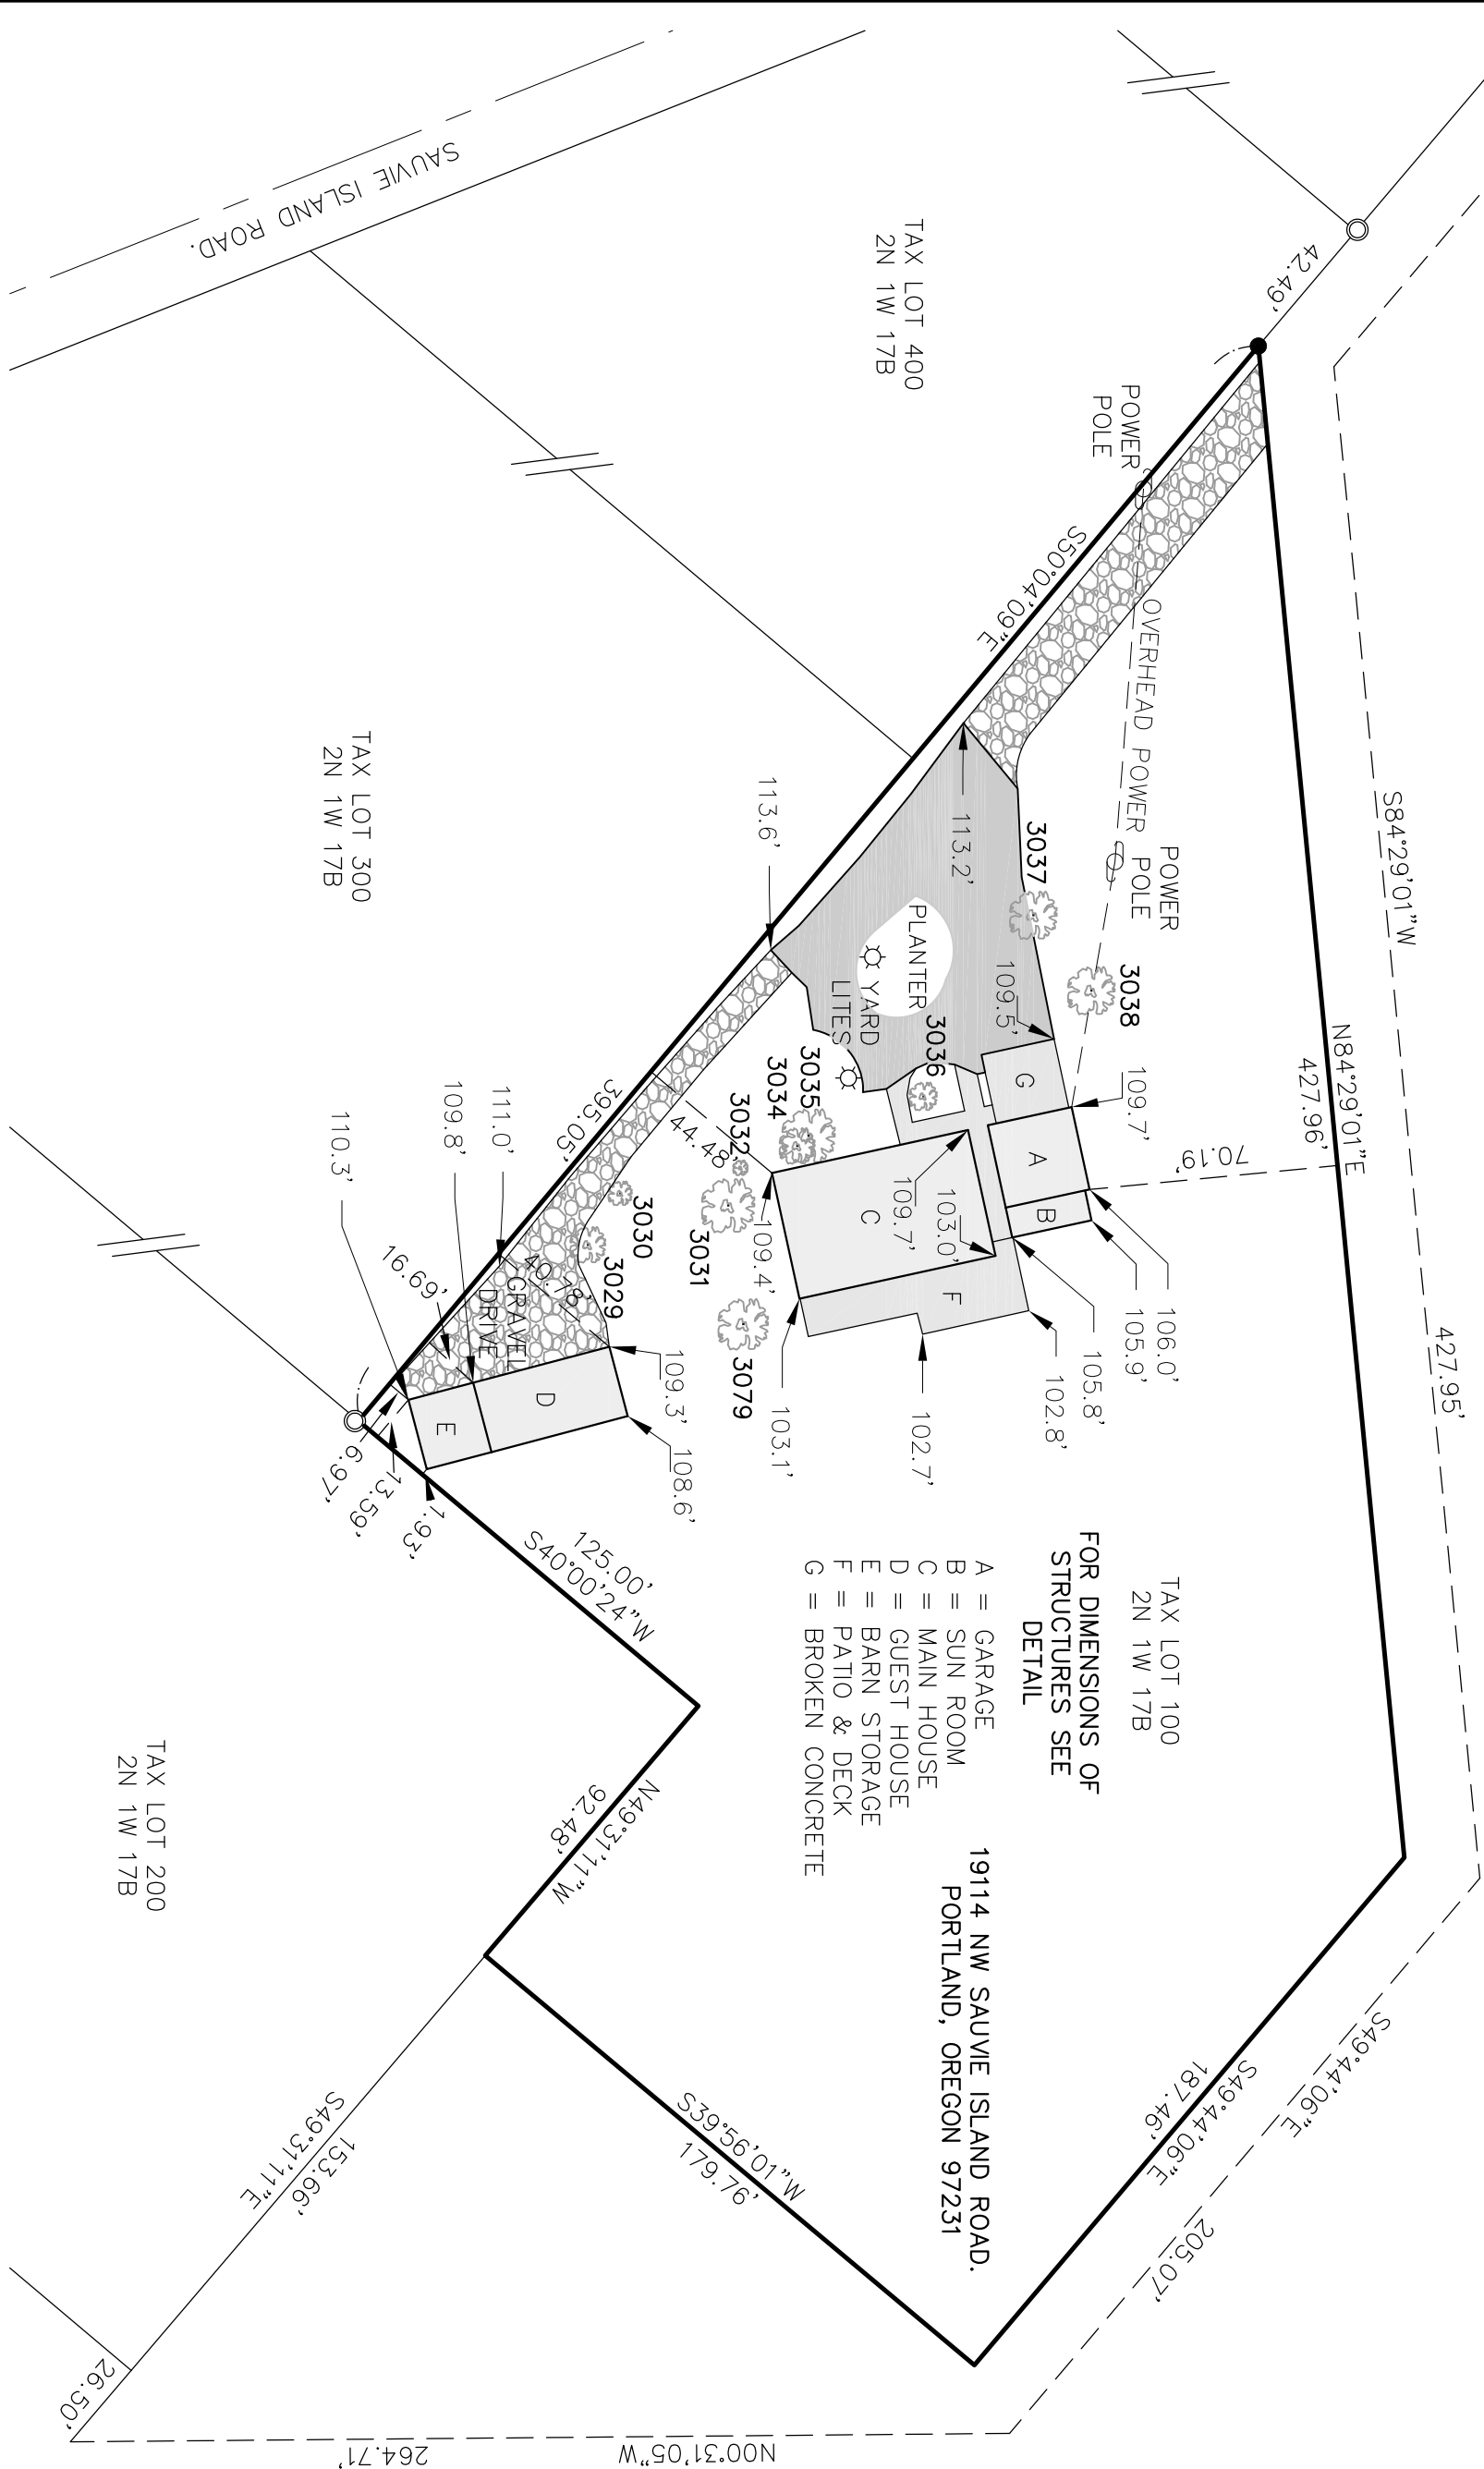 SAUVIE ISLAND ROAD.
TAX LOT 400
2N 1W 17B
42.49'
POWER
POLE
S50°04'09"E
OVERHEAD POWER
POWER
POLE
S84°29'01"W
427.95'
N84°29'01"E
427.96'
70.19'
TAX LOT 300
2N 1W 17B
113.6'
113.2'
3037
3038
PLANTER
YARD
LITES
109.5'
3036
3035
3034
3032
3031
3030
3029
3079
G
A
B
C
F
D
E
109.7'
106.0'
105.9'
105.8'
102.8'
102.7'
103.1'
103.0'
109.7'
109.4'
44.48'
395.05'
111.0'
109.8'
110.3'
16.69'
40.78'
GRAVEL
DRIVE
109.3'
108.6'
6.97'
13.59'
1.93'
125.00'
S40°00'24"W
N49°31'11"W
92.48'
TAX LOT 100
2N 1W 17B
FOR DIMENSIONS OF
STRUCTURES SEE
DETAIL
A = GARAGE
B = SUN ROOM
C = MAIN HOUSE
D = GUEST HOUSE
E = BARN STORAGE
F = PATIO & DECK
G = BROKEN CONCRETE
19114 NW SAUVIE ISLAND ROAD.
PORTLAND, OREGON 97231
TAX LOT 200
2N 1W 17B
S49°44'06"E
205.07'
S49°44'06"E
187.46'
S39°56'01"W
179.76'
153.66'
S49°31'11"E
26.50'
N00°31'05"W
264.71'